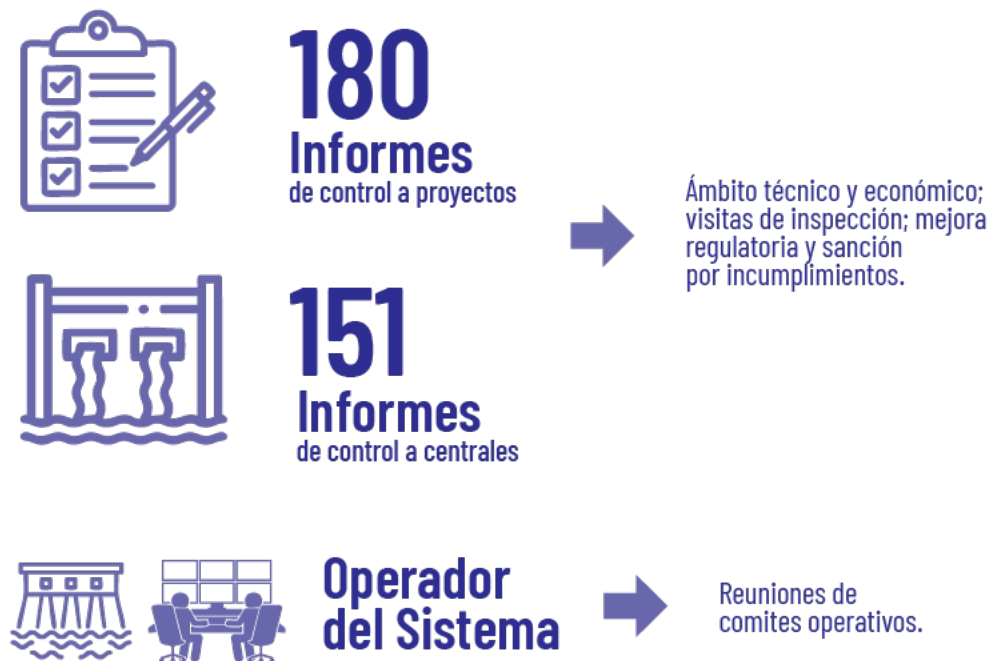 180
Informes
de control a proyectos
Ámbito técnico y económico;
visitas de inspección; mejora
regulatoria y sanción
por incumplimientos.
151
Informes
de control a centrales
Operador
del Sistema
Reuniones de
comites operativos.